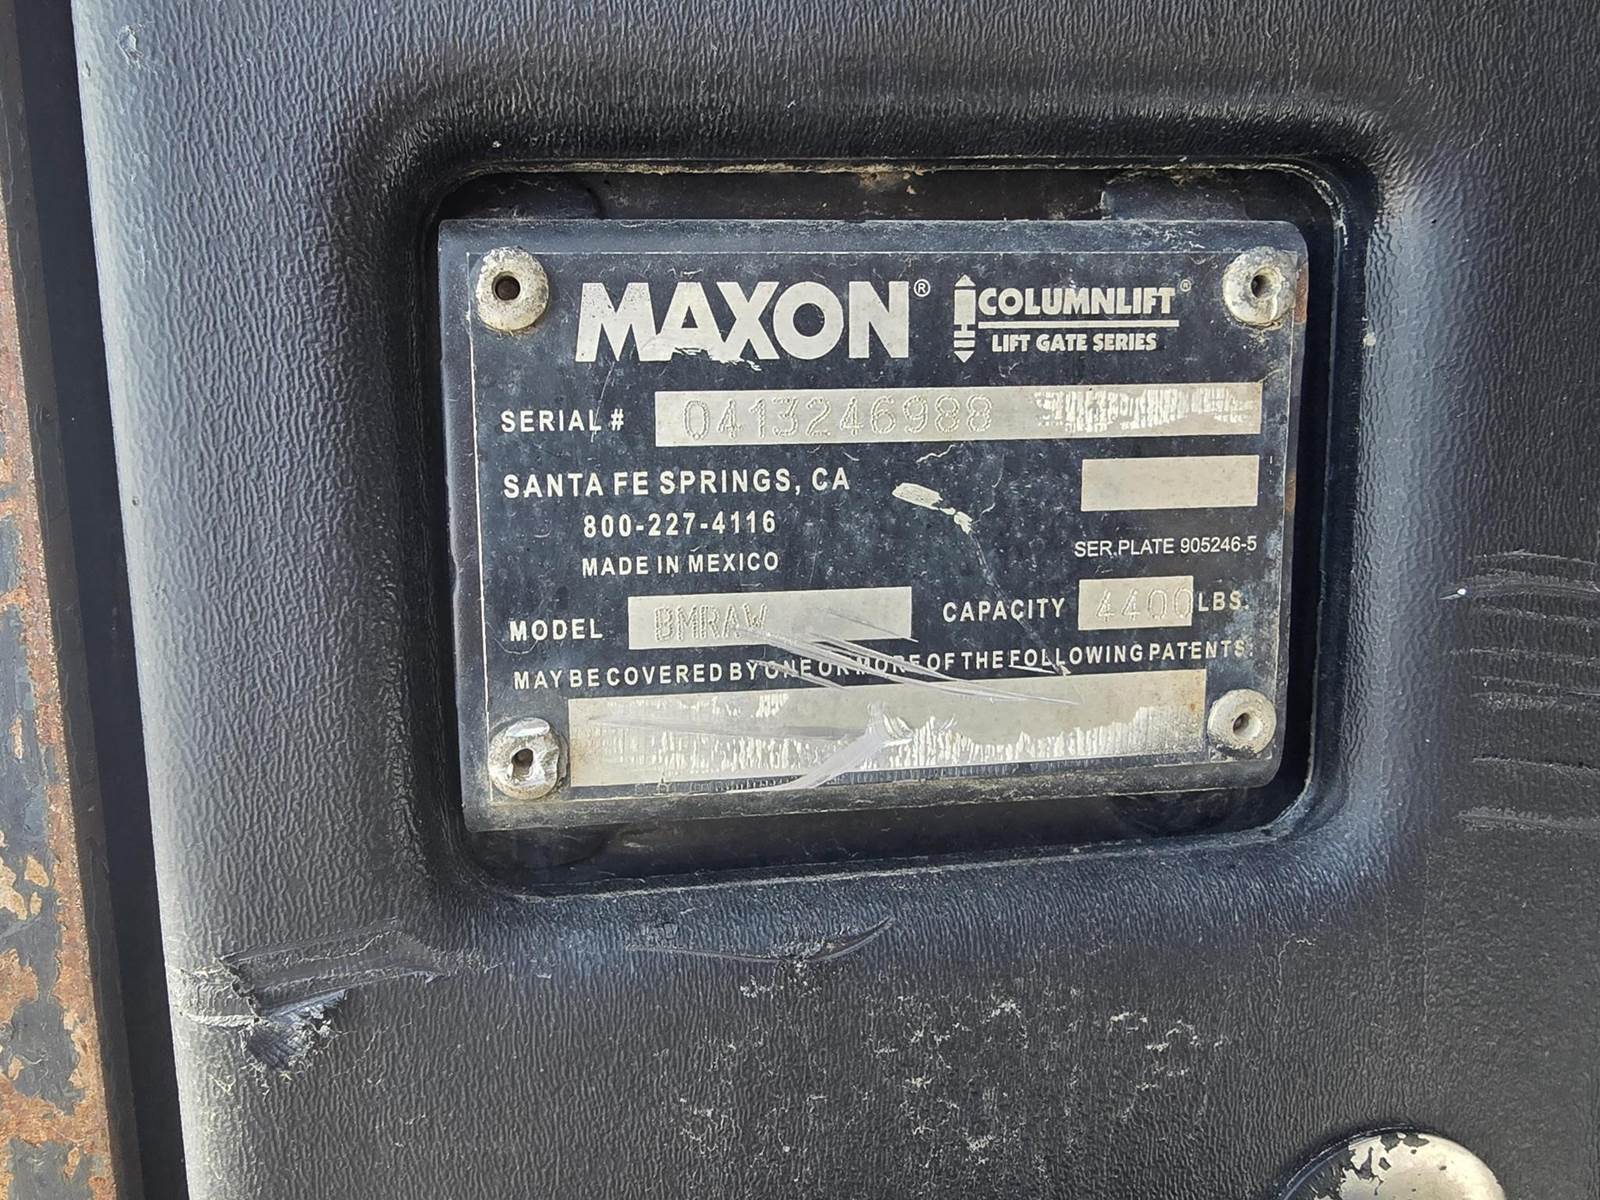 MAXON®
COLUMNLIFT®
LIFT GATE SERIES
SERIAL # 0413246988
SANTA FE SPRINGS, CA
800-227-4116
MADE IN MEXICO
SER.PLATE 905246-5
MODEL BMRAW CAPACITY 4400 LBS.
MAY BE COVERED BY ONE OR MORE OF THE FOLLOWING PATENTS: